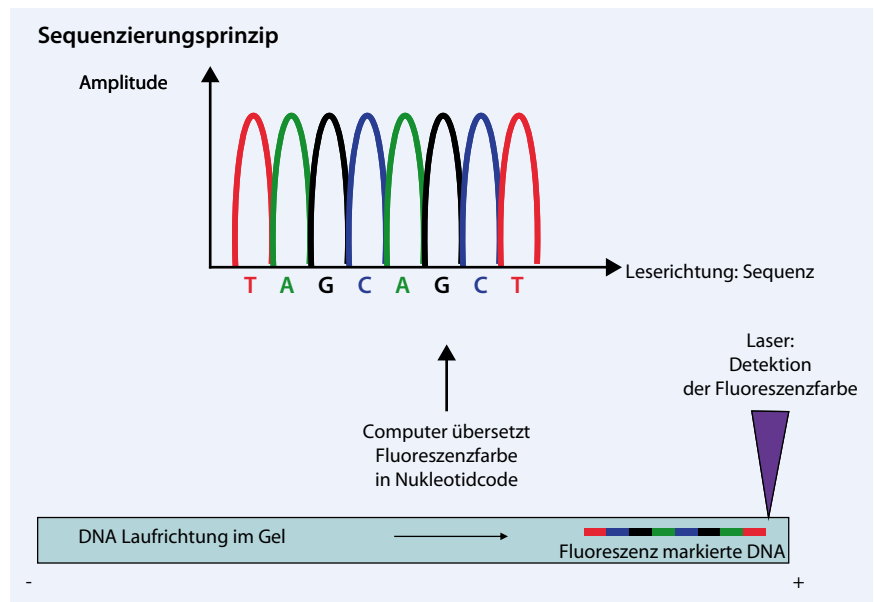 Sequenzierungsprinzip
Amplitude
Leserichtung: Sequenz
T A G C A G C T
Laser:
Detektion
der Fluoreszenzfarbe
Computer übersetzt
Fluoreszenzfarbe
in Nukleotidcode
DNA Laufrichtung im Gel
Fluoreszenz markierte DNA
- +